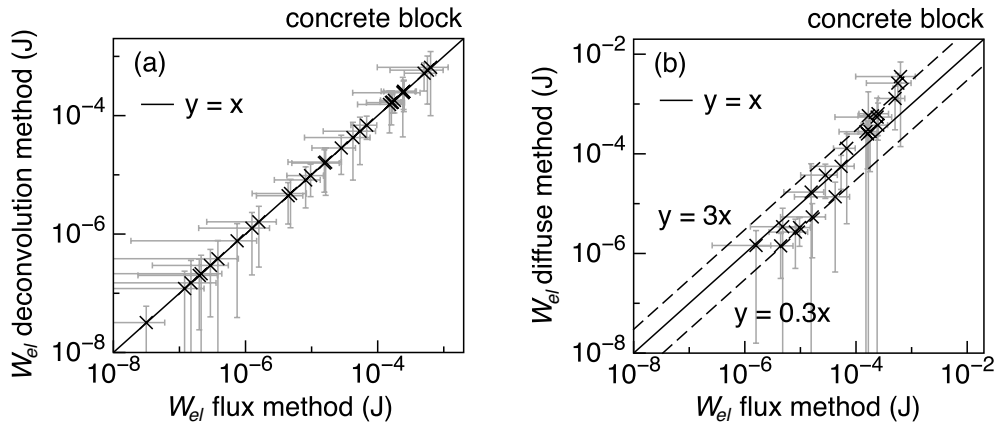 concrete block
(a)
y = x
W_el deconvolution method (J)
10⁻⁴
10⁻⁶
10⁻⁸
10⁻⁸ 10⁻⁶ 10⁻⁴
W_el flux method (J)
concrete block
(b)
y = x
y = 3x
y = 0.3x
W_el diffuse method (J)
10⁻²
10⁻⁴
10⁻⁶
10⁻⁸
10⁻⁸ 10⁻⁶ 10⁻⁴ 10⁻²
W_el flux method (J)